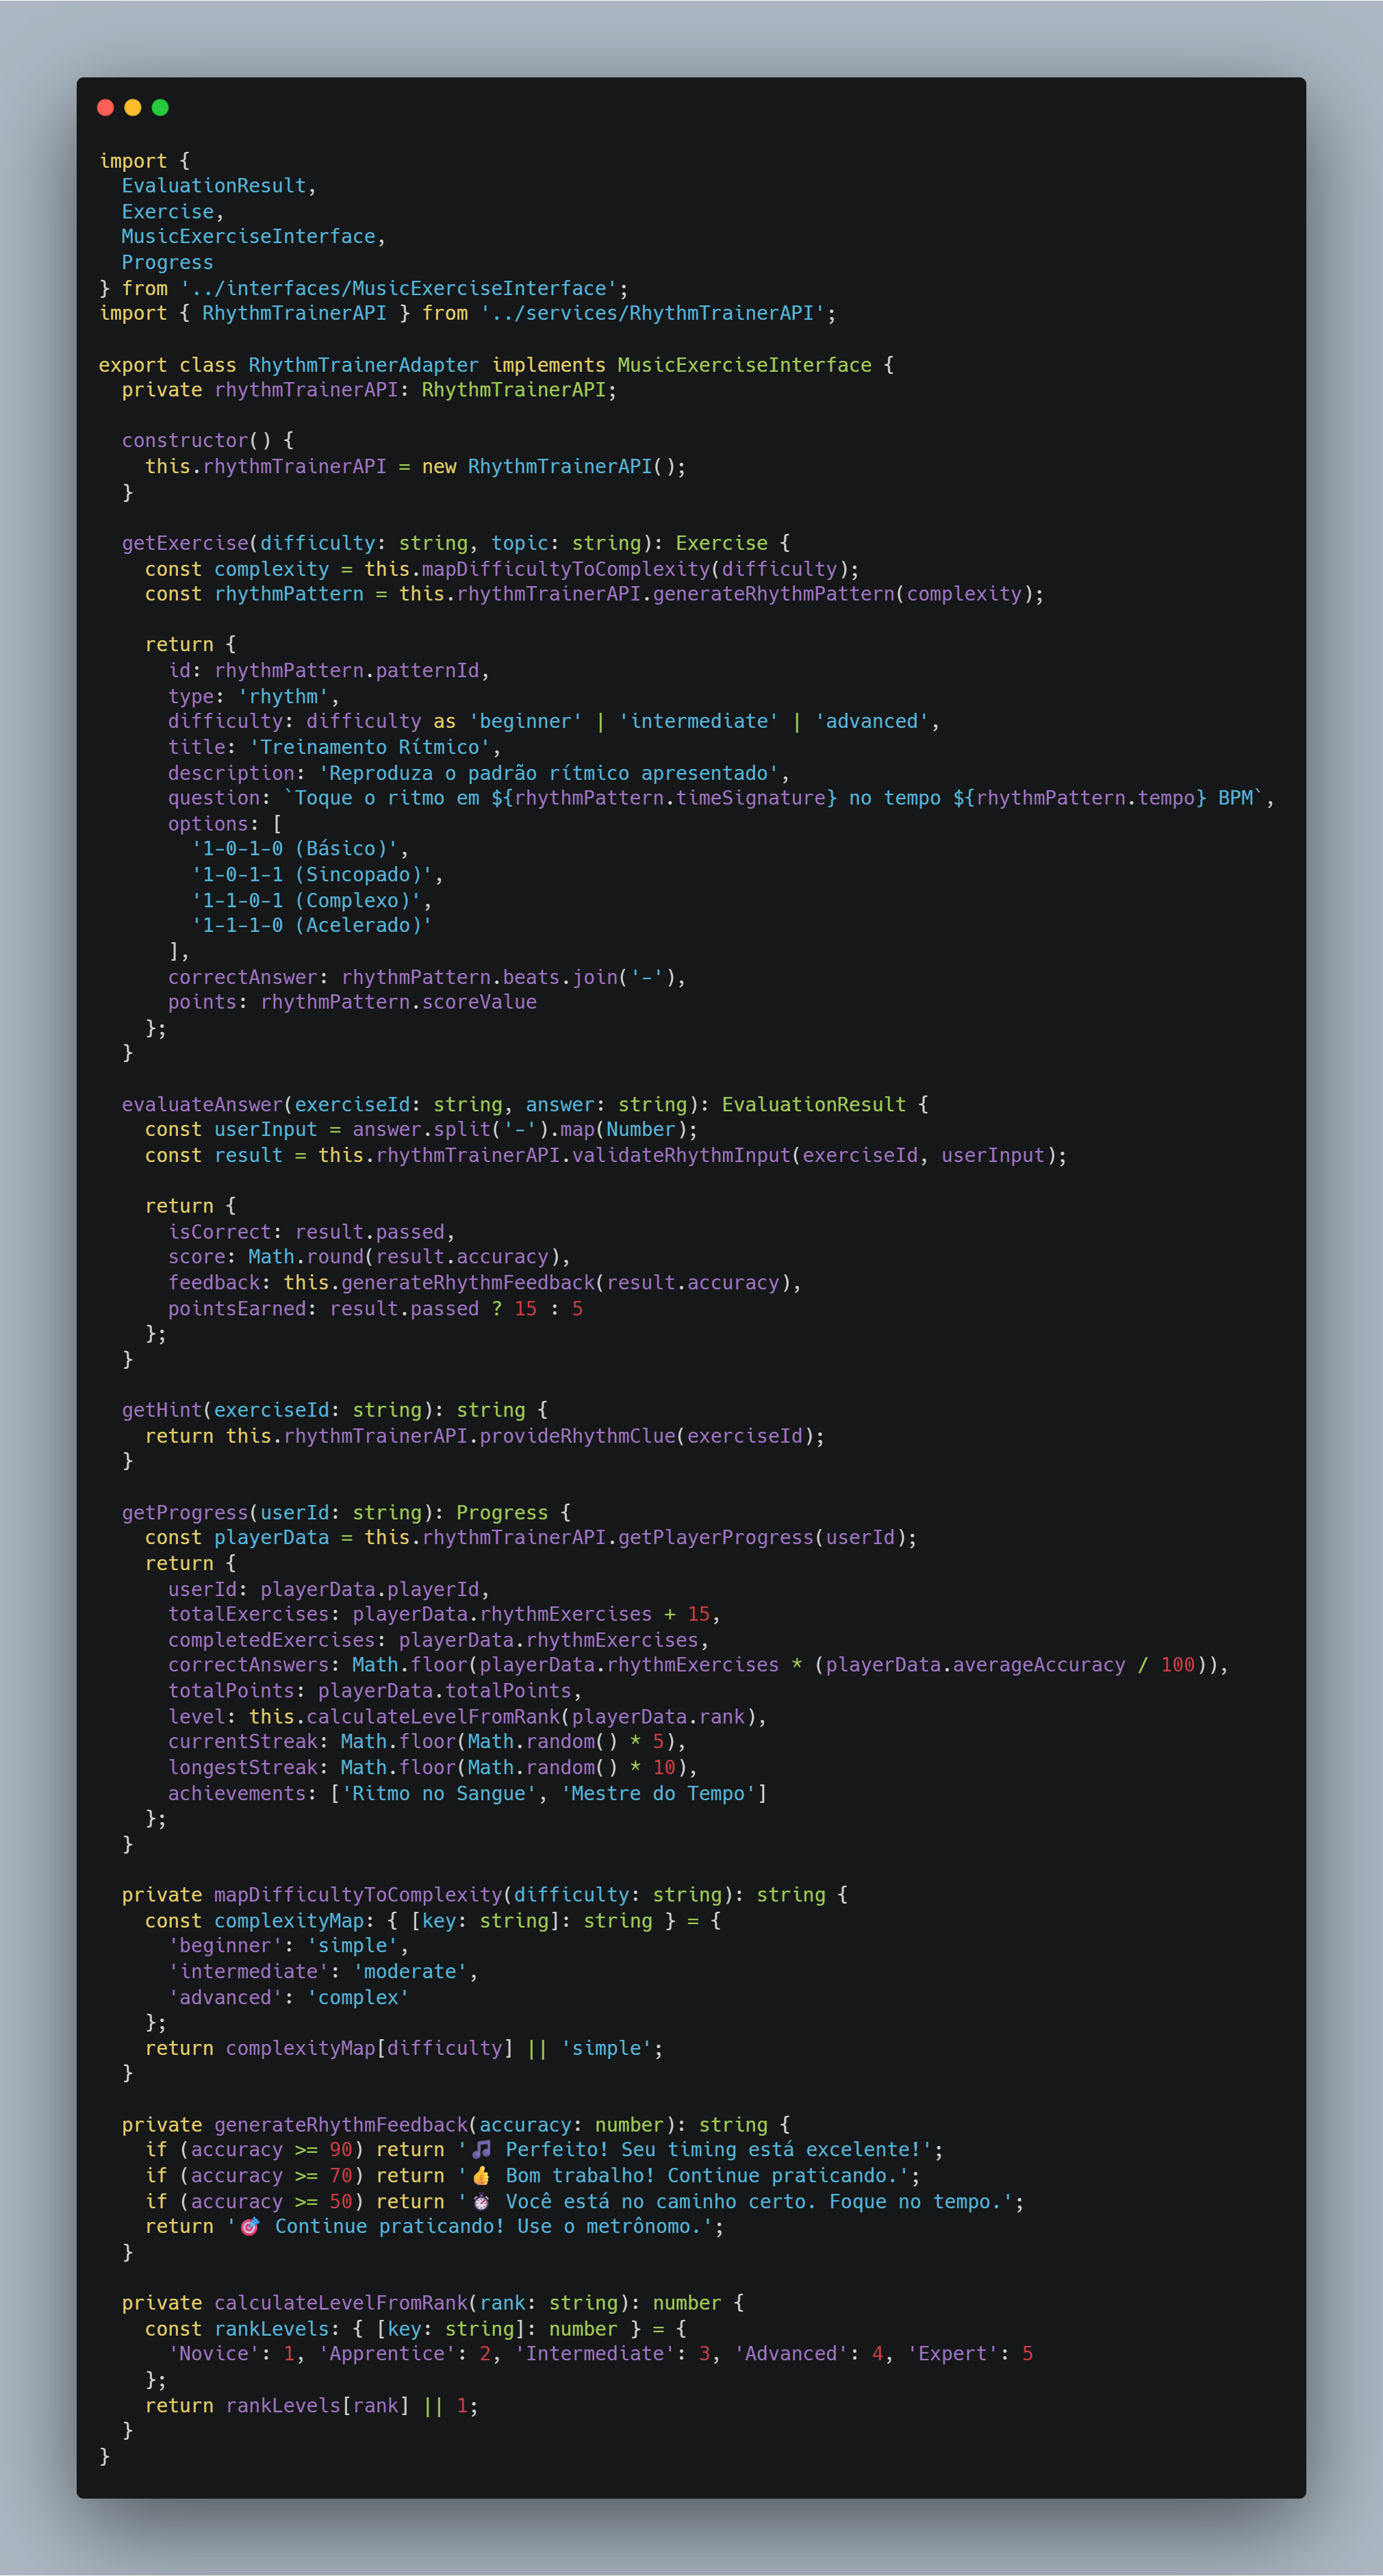 import {
  EvaluationResult,
  Exercise,
  MusicExerciseInterface,
  Progress
} from '../interfaces/MusicExerciseInterface';
import { RhythmTrainerAPI } from '../services/RhythmTrainerAPI';

export class RhythmTrainerAdapter implements MusicExerciseInterface {
  private rhythmTrainerAPI: RhythmTrainerAPI;

  constructor() {
    this.rhythmTrainerAPI = new RhythmTrainerAPI();
  }

  getExercise(difficulty: string, topic: string): Exercise {
    const complexity = this.mapDifficultyToComplexity(difficulty);
    const rhythmPattern = this.rhythmTrainerAPI.generateRhythmPattern(complexity);

    return {
      id: rhythmPattern.patternId,
      type: 'rhythm',
      difficulty: difficulty as 'beginner' | 'intermediate' | 'advanced',
      title: 'Treinamento Rítmico',
      description: 'Reproduza o padrão rítmico apresentado',
      question: `Toque o ritmo em ${rhythmPattern.timeSignature} no tempo ${rhythmPattern.tempo} BPM`,
      options: [
        '1-0-1-0 (Básico)',
        '1-0-1-1 (Sincopado)',
        '1-1-0-1 (Complexo)',
        '1-1-1-0 (Acelerado)'
      ],
      correctAnswer: rhythmPattern.beats.join('-'),
      points: rhythmPattern.scoreValue
    };
  }

  evaluateAnswer(exerciseId: string, answer: string): EvaluationResult {
    const userInput = answer.split('-').map(Number);
    const result = this.rhythmTrainerAPI.validateRhythmInput(exerciseId, userInput);

    return {
      isCorrect: result.passed,
      score: Math.round(result.accuracy),
      feedback: this.generateRhythmFeedback(result.accuracy),
      pointsEarned: result.passed ? 15 : 5
    };
  }

  getHint(exerciseId: string): string {
    return this.rhythmTrainerAPI.provideRhythmClue(exerciseId);
  }

  getProgress(userId: string): Progress {
    const playerData = this.rhythmTrainerAPI.getPlayerProgress(userId);
    return {
      userId: playerData.playerId,
      totalExercises: playerData.rhythmExercises + 15,
      completedExercises: playerData.rhythmExercises,
      correctAnswers: Math.floor(playerData.rhythmExercises * (playerData.averageAccuracy / 100)),
      totalPoints: playerData.totalPoints,
      level: this.calculateLevelFromRank(playerData.rank),
      currentStreak: Math.floor(Math.random() * 5),
      longestStreak: Math.floor(Math.random() * 10),
      achievements: ['Ritmo no Sangue', 'Mestre do Tempo']
    };
  }

  private mapDifficultyToComplexity(difficulty: string): string {
    const complexityMap: { [key: string]: string } = {
      'beginner': 'simple',
      'intermediate': 'moderate',
      'advanced': 'complex'
    };
    return complexityMap[difficulty] || 'simple';
  }

  private generateRhythmFeedback(accuracy: number): string {
    if (accuracy >= 90) return '🎵 Perfeito! Seu timing está excelente!';
    if (accuracy >= 70) return '👍 Bom trabalho! Continue praticando.';
    if (accuracy >= 50) return '⏱️ Você está no caminho certo. Foque no tempo.';
    return '🎯 Continue praticando! Use o metrônomo.';
  }

  private calculateLevelFromRank(rank: string): number {
    const rankLevels: { [key: string]: number } = {
      'Novice': 1, 'Apprentice': 2, 'Intermediate': 3, 'Advanced': 4, 'Expert': 5
    };
    return rankLevels[rank] || 1;
  }
}